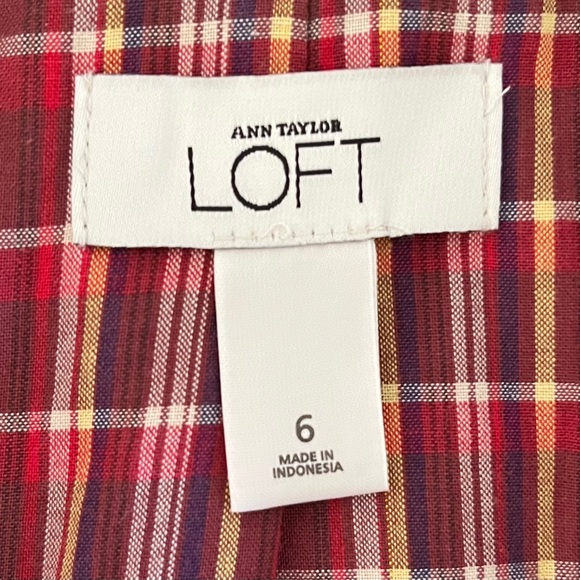 ANN TAYLOR
LOFT
6
MADE IN
INDONESIA